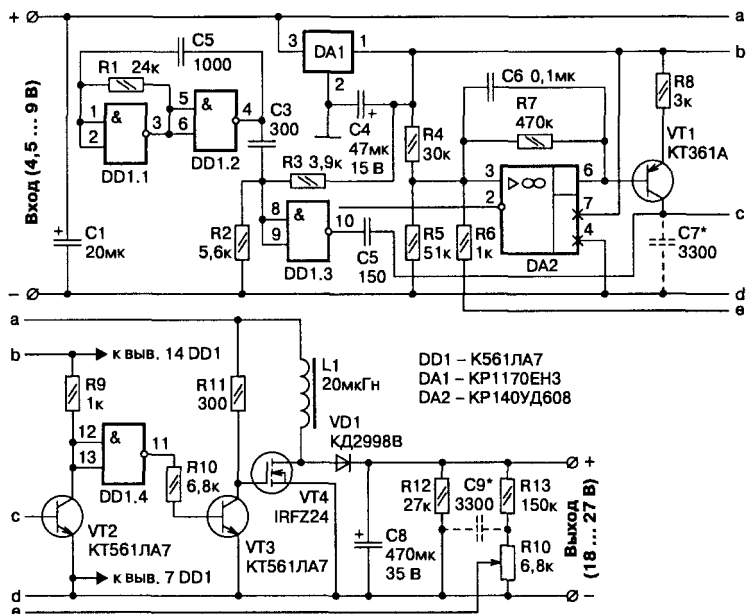 +
a
Вход (4,5 ... 9 В)
R1 24к
C5
1000
3
DA1
1
2
b
1
2
&
3
DD1.1
5
6
&
4
DD1.2
C3
300
C4
47мк
15 В
R4
30к
C6 0,1мк
R7
470к
R8
3к
VT1
КТ361А
R3 3,9к
3
2
▷∞
6
7
4
DA2
c
C1
20мк
+
R2
5,6к
8
9
&
10
DD1.3
C5
150
R5
51к
R6
1к
C7*
3300
-
d
e
a
b
к выв. 14 DD1
R9
1к
R11
300
L1
20мкГн
DD1 – К561ЛА7
DA1 – КР1170ЕН3
DA2 – КР140УД608
VD1
КД2998В
12
13
&
11
DD1.4
R10
6,8к
VT4
IRFZ24
+
R12
27к
C9*
3300
R13
150к
Выход
(18 ... 27 В)
c
VT2
КТ561ЛА7
VT3
КТ561ЛА7
+
C8
470мк
35 В
R10
6,8к
к выв. 7 DD1
d
-
e